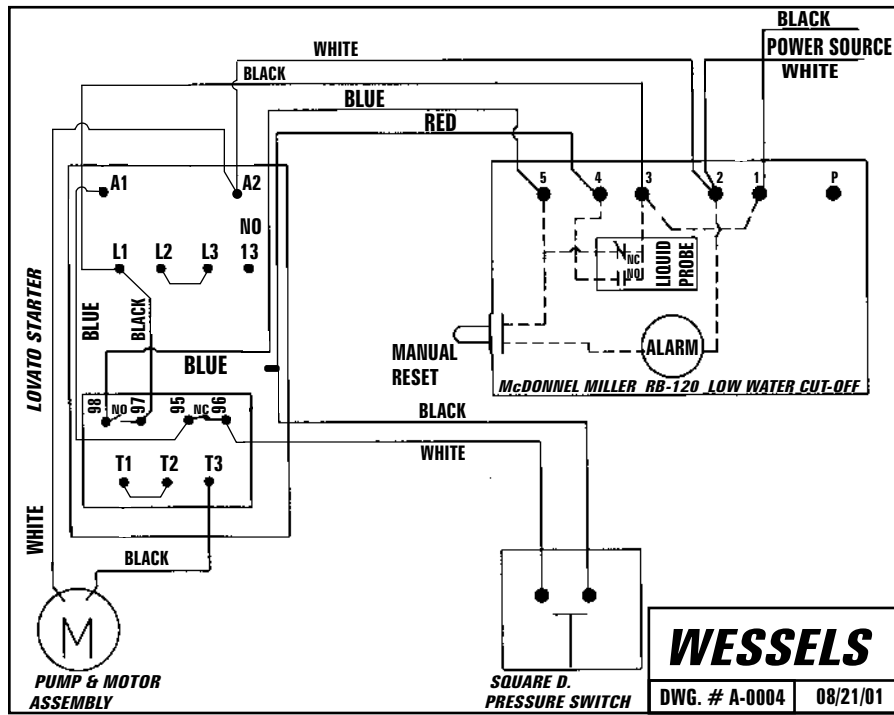 BLACK
POWER SOURCE
WHITE
WHITE
BLACK
BLUE
RED
A1
A2
5
4
3
2
1
P
NO
L1
L2
L3
13
NC
NO
LIQUID
PROBE
LOVATO STARTER
BLUE
BLACK
BLUE
MANUAL
RESET
ALARM
McDONNEL MILLER RB-120 LOW WATER CUT-OFF
98
NO
97
95
NC
96
BLACK
WHITE
T1
T2
T3
WHITE
BLACK
M
PUMP & MOTOR
ASSEMBLY
SQUARE D.
PRESSURE SWITCH
WESSELS
DWG. # A-0004
08/21/01